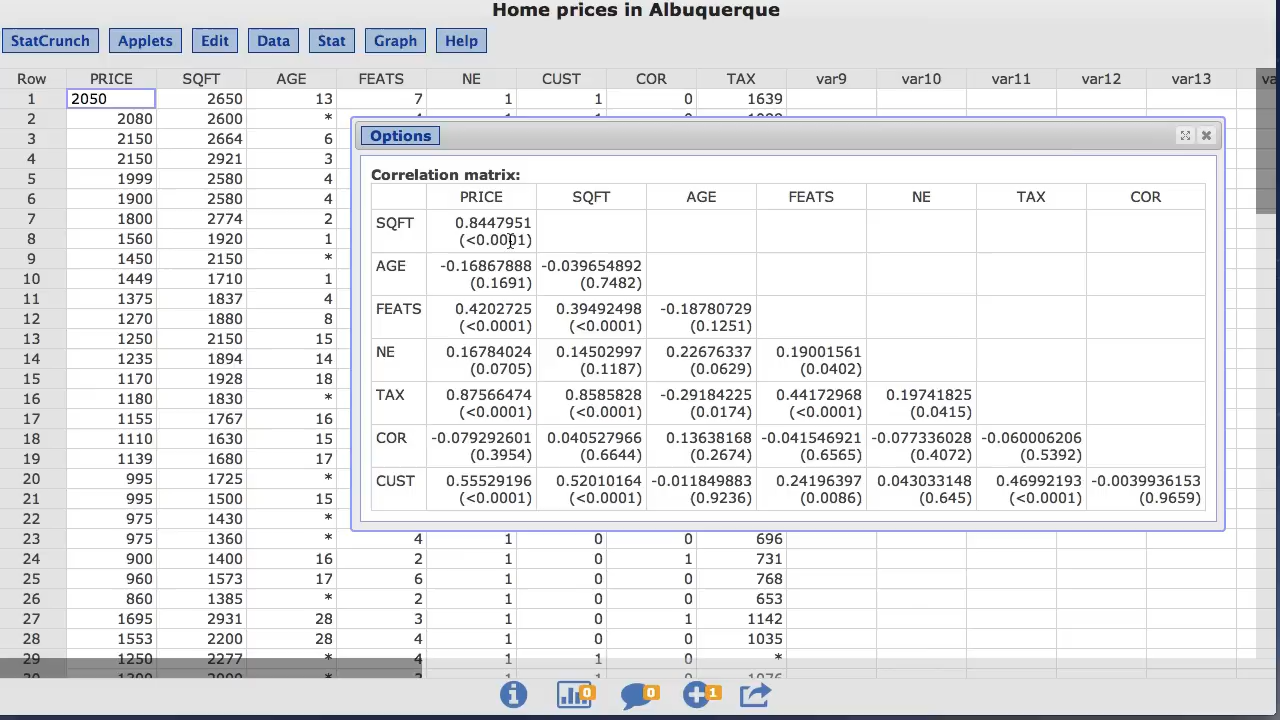 Home prices in Albuquerque
StatCrunch Applets Edit Data Stat Graph Help
Row PRICE SQFT AGE FEATS NE CUST COR TAX var9 var10 var11 var12 var13 va
1 2050 2650 13 7 1 1 0 1639
2 2080 2600 *
3 2150 2664 6
4 2150 2921 3
5 1999 2580 4
6 1900 2580 4
7 1800 2774 2
8 1560 1920 1
9 1450 2150 *
10 1449 1710 1
11 1375 1837 4
12 1270 1880 8
13 1250 2150 15
14 1235 1894 14
15 1170 1928 18
16 1180 1830 *
17 1155 1767 16
18 1110 1630 15
19 1139 1680 17
20 995 1725 *
21 995 1500 15
22 975 1430 *
23 975 1360 * 4 1 0 0 696
24 900 1400 16 2 1 0 1 731
25 960 1573 17 6 1 0 0 768
26 860 1385 * 2 1 0 0 653
27 1695 2931 28 3 1 0 1 1142
28 1553 2200 28 4 1 0 0 1035
29 1250 2277 * 4 1 1 0 *
Options
Correlation matrix:
PRICE SQFT AGE FEATS NE TAX COR
SQFT 0.8447951
(<0.0001)
AGE -0.16867888 -0.039654892
(0.1691) (0.7482)
FEATS 0.4202725 0.39492498 -0.18780729
(<0.0001) (<0.0001) (0.1251)
NE 0.16784024 0.14502997 0.22676337 0.19001561
(0.0705) (0.1187) (0.0629) (0.0402)
TAX 0.87566474 0.8585828 -0.29184225 0.44172968 0.19741825
(<0.0001) (<0.0001) (0.0174) (<0.0001) (0.0415)
COR -0.079292601 0.040527966 0.13638168 -0.041546921 -0.077336028 -0.060006206
(0.3954) (0.6644) (0.2674) (0.6565) (0.4072) (0.5392)
CUST 0.55529196 0.52010164 -0.011849883 0.24196397 0.043033148 0.46992193 -0.0039936153
(<0.0001) (<0.0001) (0.9236) (0.0086) (0.645) (<0.0001) (0.9659)
0 0 1